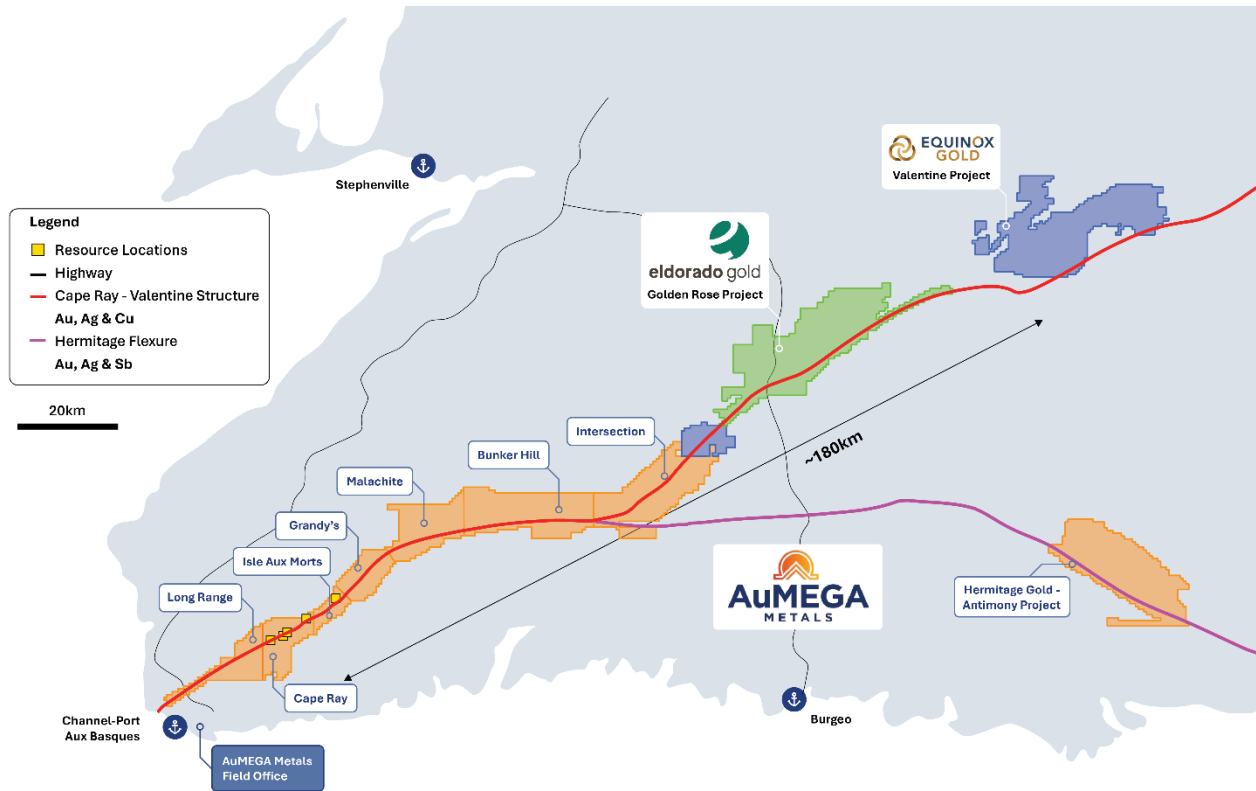 EQUINOX
GOLD
Valentine Project
Stephenville
Legend
Resource Locations
Highway
Cape Ray - Valentine Structure
Au, Ag & Cu
Hermitage Flexure
Au, Ag & Sb
20km
eldorado gold
Golden Rose Project
~180km
Intersection
Bunker Hill
Malachite
Grandy's
Isle Aux Morts
Long Range
Cape Ray
AuMEGA
METALS
Hermitage Gold -
Antimony Project
Burgeo
Channel-Port
Aux Basques
AuMEGA Metals
Field Office